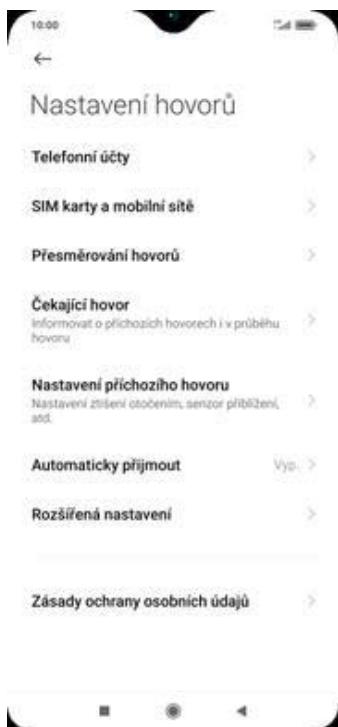 10:00
Nastavení hovorů
Telefonní účty
SIM karty a mobilní sítě
Přesměrování hovorů
Čekající hovor
Informovat o příchozích hovorech i v průběhu
hovoru
Nastavení příchozího hovoru
Nastavení ztišení otočením, senzor přiblížení,
atd.
Automaticky přijmout
Vyp.
Rozšířená nastavení
Zásady ochrany osobních údajů